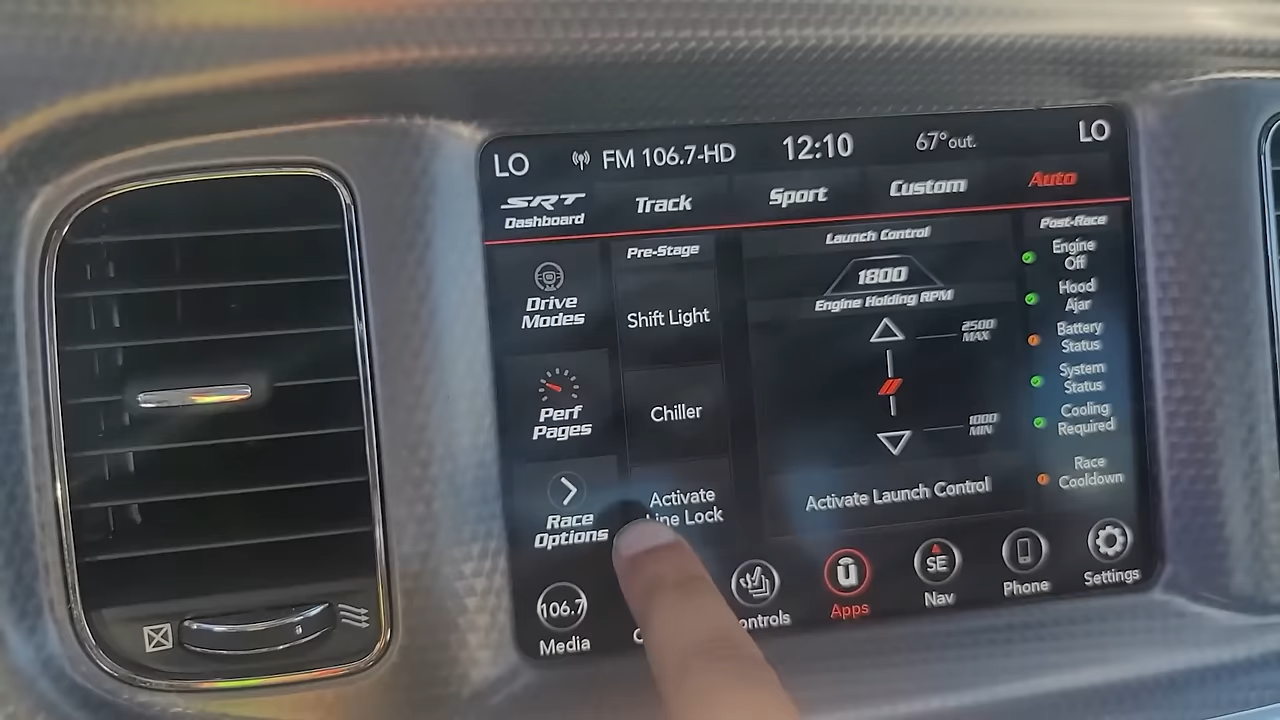 LO
FM 106.7-HD
12:10
67° out.
LO
SRT
Dashboard
Track
Sport
Custom
Auto
Drive
Modes
Perf
Pages
Race
Options
Pre-Stage
Shift Light
Chiller
Activate
Line Lock
Launch Control
1800
Engine Holding RPM
2500
MAX
1000
MIN
Activate Launch Control
Post-Race
Engine
Off
Hood
Ajar
Battery
Status
System
Status
Cooling
Required
Race
Cooldown
106.7
Media
ontrols
Apps
SE
Nav
Phone
Settings